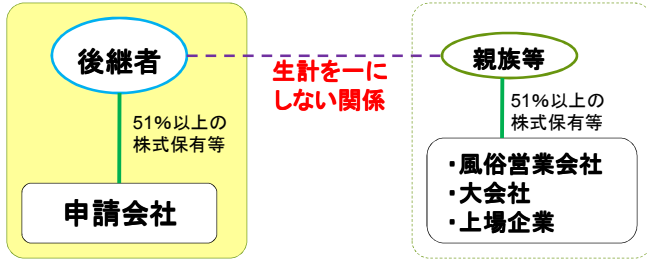 後継者
生計を一に
しない関係
親族等
51%以上の
株式保有等
51%以上の
株式保有等
申請会社
・風俗営業会社
・大会社
・上場企業